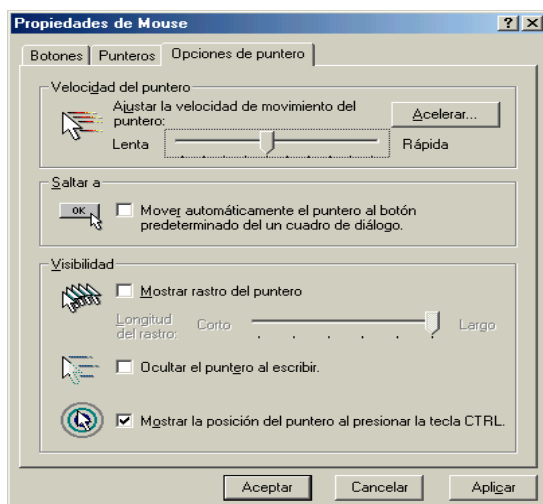 Propiedades de Mouse
Botones Punteros Opciones de puntero
Velocidad del puntero
Ajustar la velocidad de movimiento del
puntero:
Acelerar...
Lenta Rápida
Saltar a
OK
Mover automáticamente el puntero al botón
predeterminado del un cuadro de diálogo.
Visibilidad
Mostrar rastro del puntero
Longitud
del rastro:
Corto Largo
Ocultar el puntero al escribir.
Mostrar la posición del puntero al presionar la tecla CTRL.
Aceptar Cancelar Aplicar